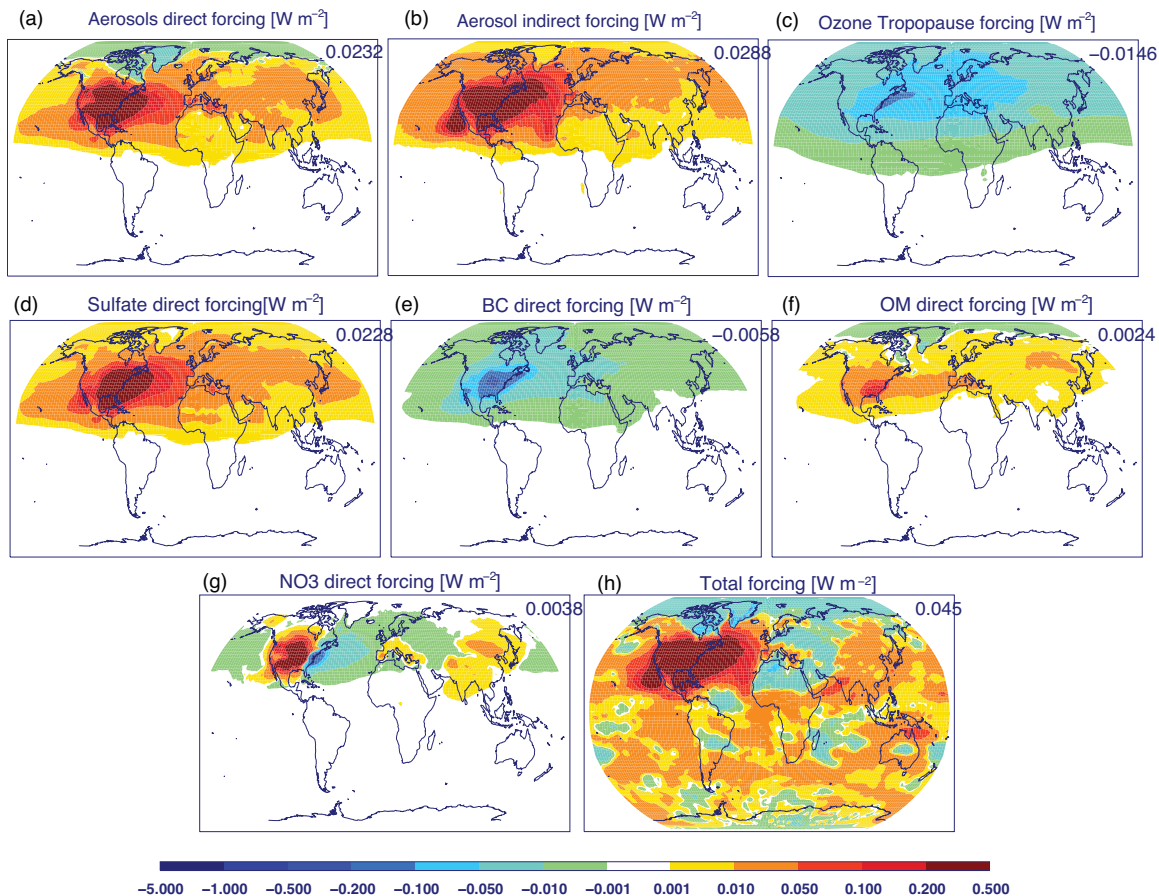 (a) Aerosols direct forcing [W m⁻²]
0.0232
(b) Aerosol indirect forcing [W m⁻²]
0.0288
(c) Ozone Tropopause forcing [W m⁻²]
−0.0146
(d) Sulfate direct forcing[W m⁻²]
0.0228
(e) BC direct forcing [W m⁻²]
−0.0058
(f) OM direct forcing [W m⁻²]
0.0024
(g) NO3 direct forcing [W m⁻²]
0.0038
(h) Total forcing [W m⁻²]
0.045
−5.000 −1.000 −0.500 −0.200 −0.100 −0.050 −0.010 −0.001 0.001 0.010 0.050 0.100 0.200 0.500